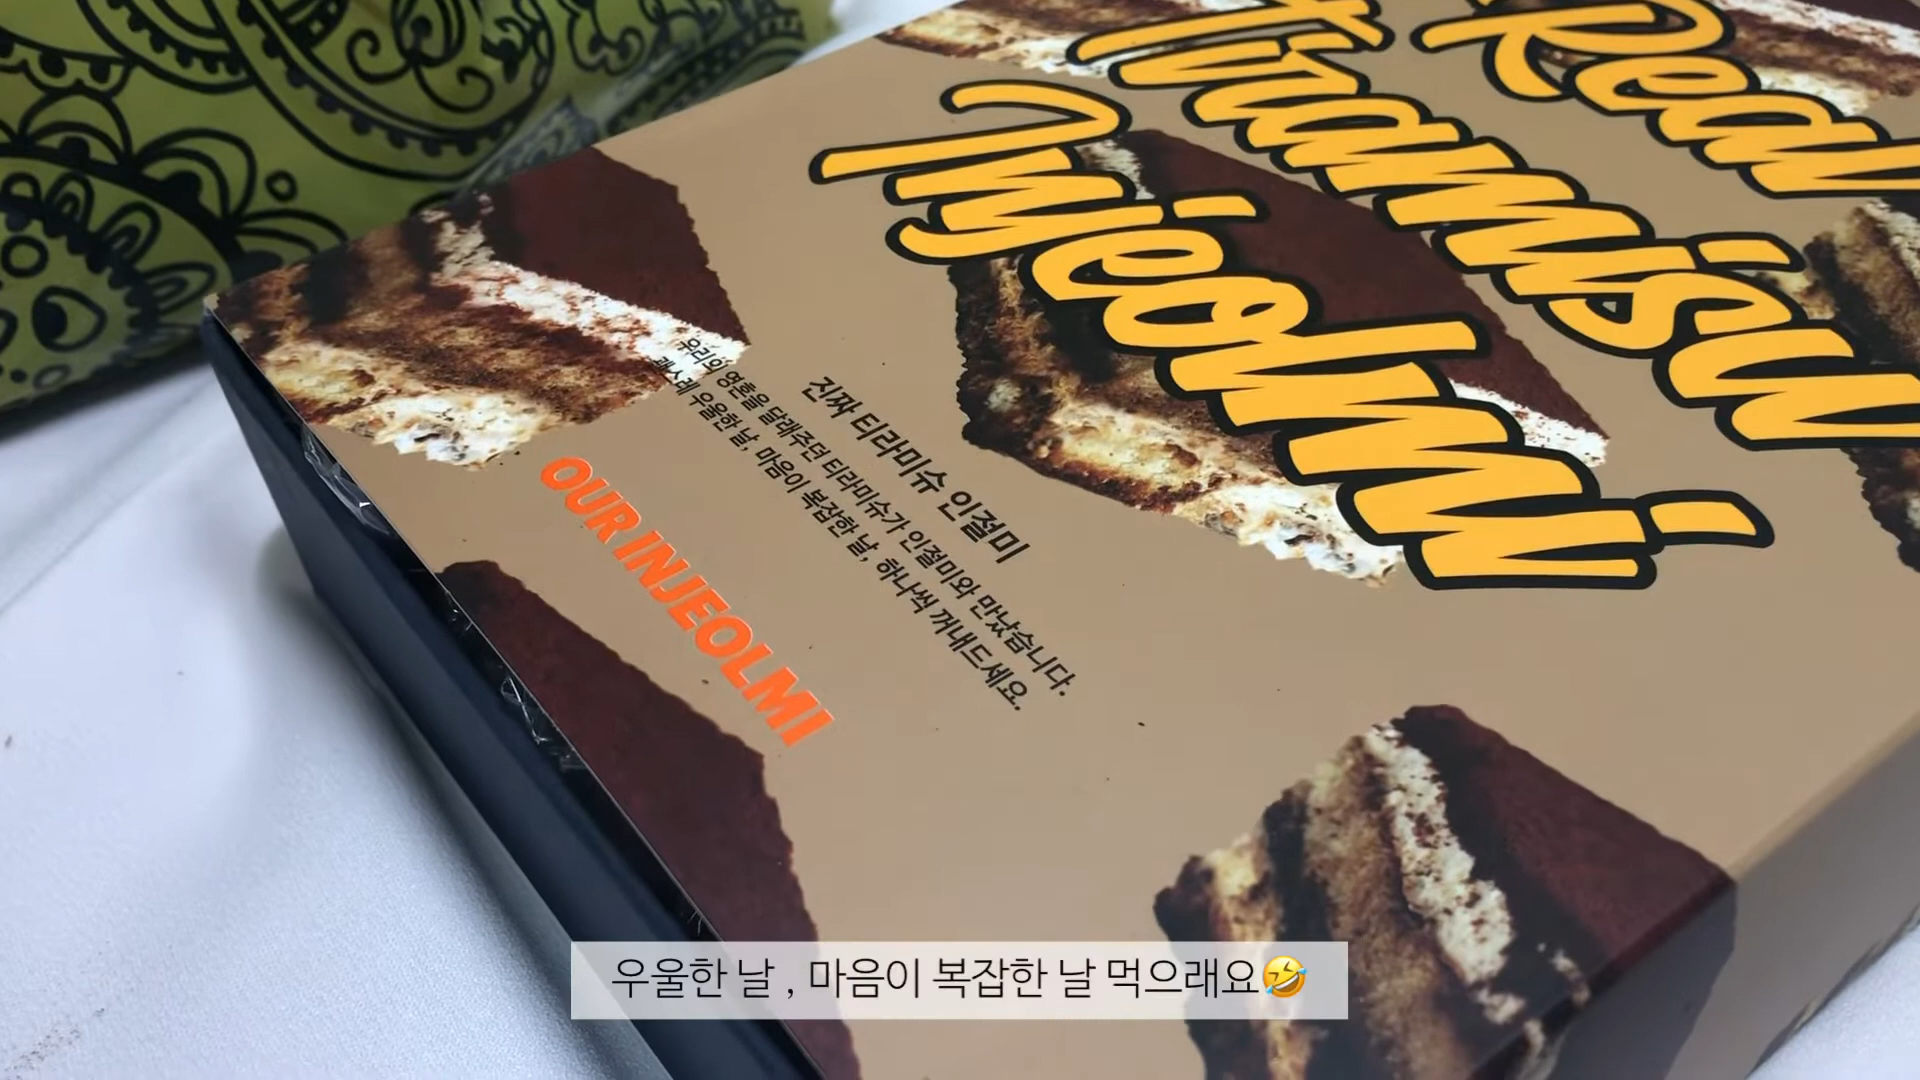 Real
Tiramisu
Injeolmi
진짜 티라미슈 인절미
우리의 영혼을 달래주던 티라미슈가 인절미와 만났습니다.
괜스레 우울한 날, 마음이 복잡한 날, 하나씩 꺼내드세요.
OUR INJEOLMI
우울한 날 , 마음이 복잡한 날 먹으래요🤣